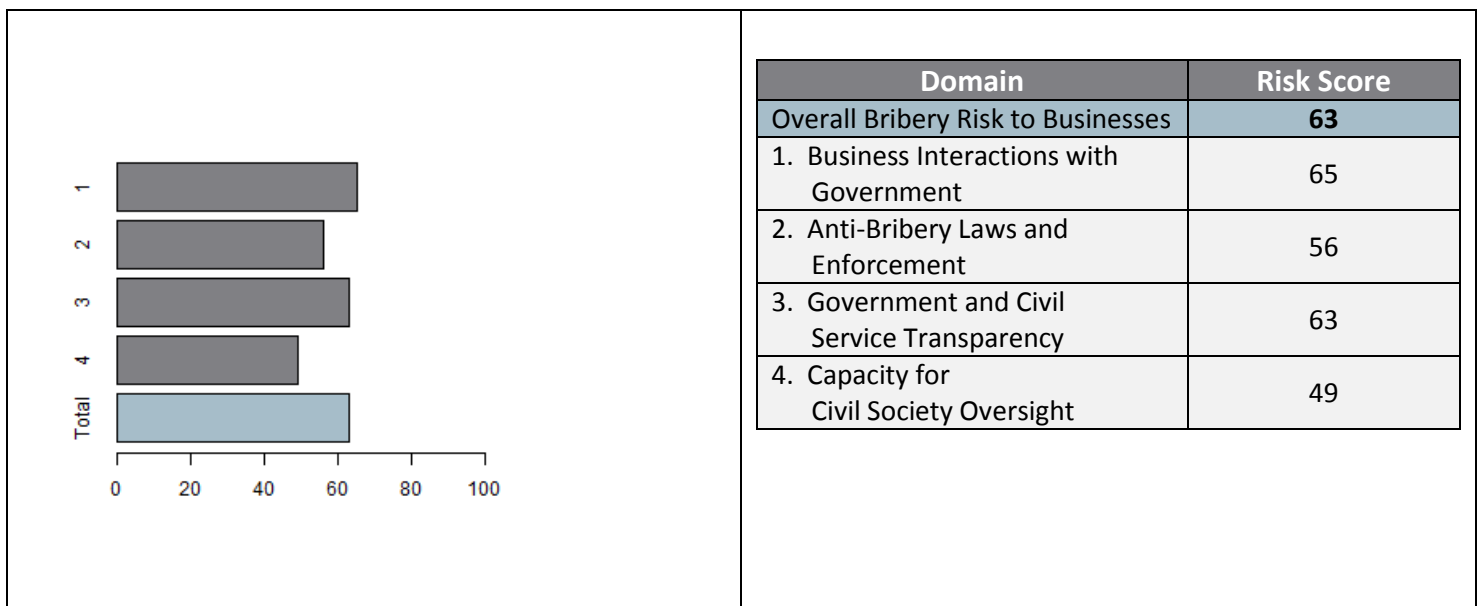 1
2
3
4
Total
0 20 40 60 80 100
Domain Risk Score
Overall Bribery Risk to Businesses 63
1. Business Interactions with
Government
65
2. Anti-Bribery Laws and
Enforcement
56
3. Government and Civil
Service Transparency
63
4. Capacity for
Civil Society Oversight
49